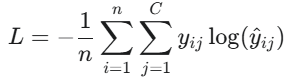 $L = -\frac{1}{n} \sum_{i=1}^{n} \sum_{j=1}^{C} y_{ij} \log(\hat{y}_{ij})$